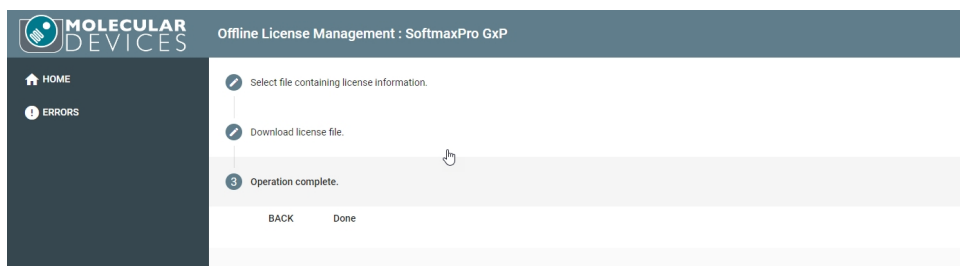 MOLECULAR
DEVICES
Offline License Management : SoftmaxPro GxP
HOME
ERRORS
Select file containing license information.
Download license file.
3 Operation complete.
BACK Done